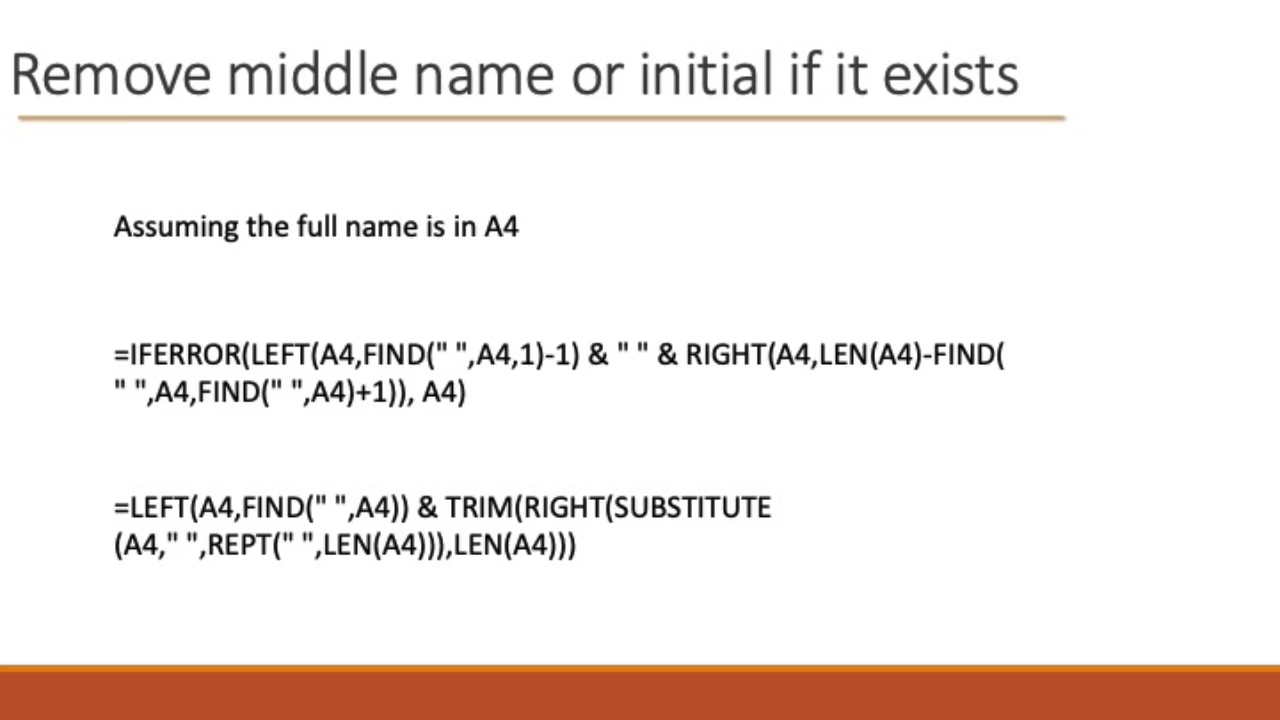 Remove middle name or initial if it exists
Assuming the full name is in A4
=IFERROR(LEFT(A4,FIND(" ",A4,1)-1) & " " & RIGHT(A4,LEN(A4)-FIND(
" ",A4,FIND(" ",A4)+1)), A4)
=LEFT(A4,FIND(" ",A4)) & TRIM(RIGHT(SUBSTITUTE
(A4," ",REPT(" ",LEN(A4))),LEN(A4)))